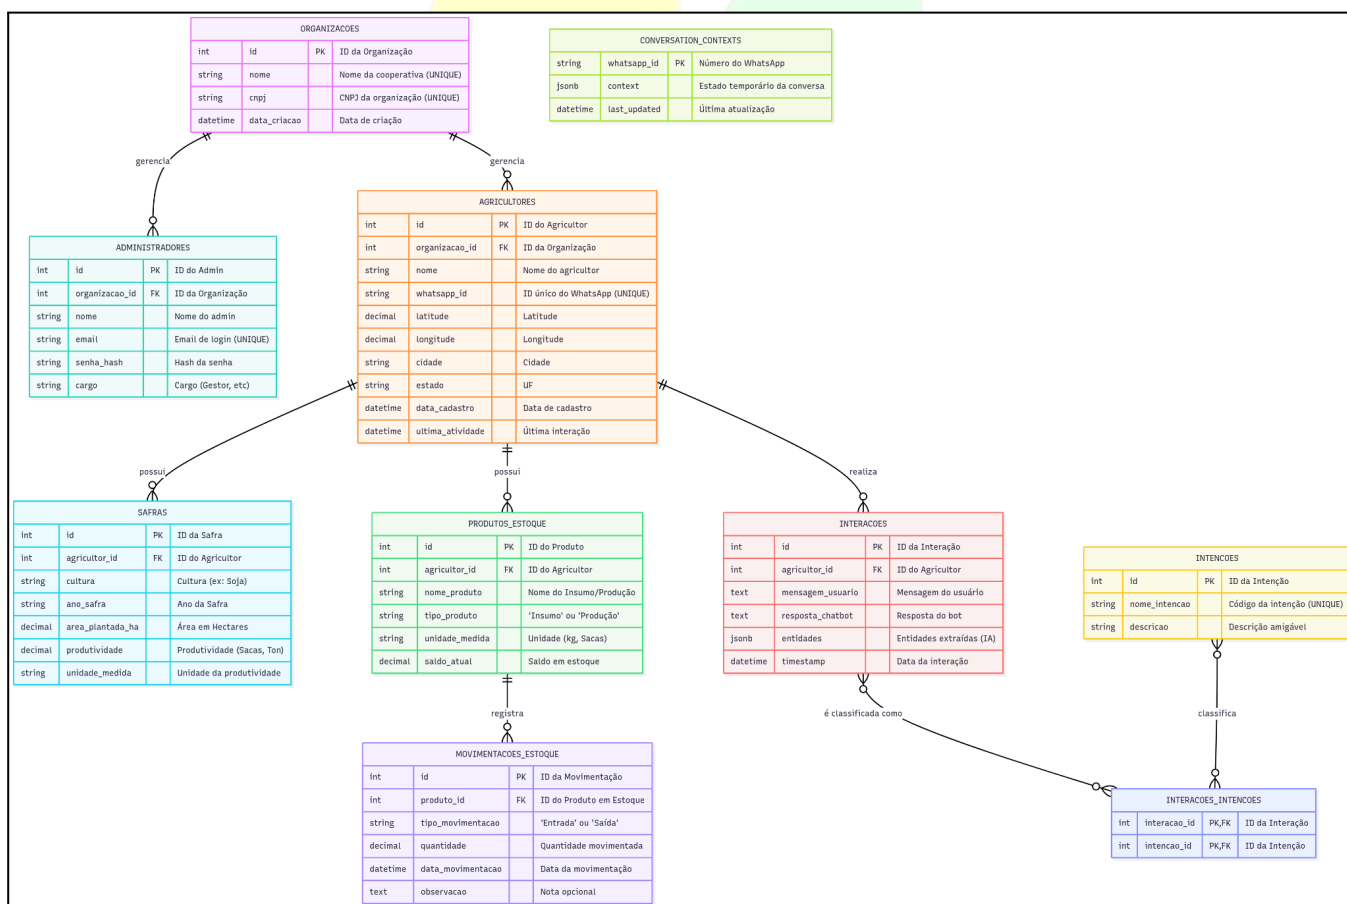 ORGANIZACOES
int id PK ID da Organização
string nome Nome da cooperativa (UNIQUE)
string cnpj CNPJ da organização (UNIQUE)
datetime data_criacao Data de criação
CONVERSATION_CONTEXTS
string whatsapp_id PK Número do WhatsApp
jsonb context Estado temporário da conversa
datetime last_updated Última atualização
gerencia
gerencia
AGRICULTORES
int id PK ID do Agricultor
int organizacao_id FK ID da Organização
string nome Nome do agricultor
string whatsapp_id ID único do WhatsApp (UNIQUE)
decimal latitude Latitude
decimal longitude Longitude
string cidade Cidade
string estado UF
datetime data_cadastro Data de cadastro
datetime ultima_atividade Última interação
ADMINISTRADORES
int id PK ID do Admin
int organizacao_id FK ID da Organização
string nome Nome do admin
string email Email de login (UNIQUE)
string senha_hash Hash da senha
string cargo Cargo (Gestor, etc)
possui
possui
realiza
SAFRAS
int id PK ID da Safra
int agricultor_id FK ID do Agricultor
string cultura Cultura (ex: Soja)
string ano_safra Ano da Safra
decimal area_plantada_ha Área em Hectares
decimal produtividade Produtividade (Sacas, Ton)
string unidade_medida Unidade da produtividade
PRODUTOS_ESTOQUE
int id PK ID do Produto
int agricultor_id FK ID do Agricultor
string nome_produto Nome do Insumo/Produção
string tipo_produto 'Insumo' ou 'Produção'
string unidade_medida Unidade (kg, Sacas)
decimal saldo_atual Saldo em estoque
INTERACOES
int id PK ID da Interação
int agricultor_id FK ID do Agricultor
text mensagem_usuario Mensagem do usuário
text resposta_chatbot Resposta do bot
jsonb entities Entidades extraídas (IA)
datetime timestamp Data da interação
INTENCOES
int id PK ID da Intenção
string nome_intencao Código da intenção (UNIQUE)
string descricao Descrição amigável
registra
é classificada como
classifica
MOVIMENTACOES_ESTOQUE
int id PK ID da Movimentação
int produto_id FK ID do Produto em Estoque
string tipo_movimentacao 'Entrada' ou 'Saída'
decimal quantidade Quantidade movimentada
datetime data_movimentacao Data da movimentação
text observacao Nota opcional
INTERACOES_INTENCOES
int interacao_id PK,FK ID da Interação
int intencao_id PK,FK ID da Intenção